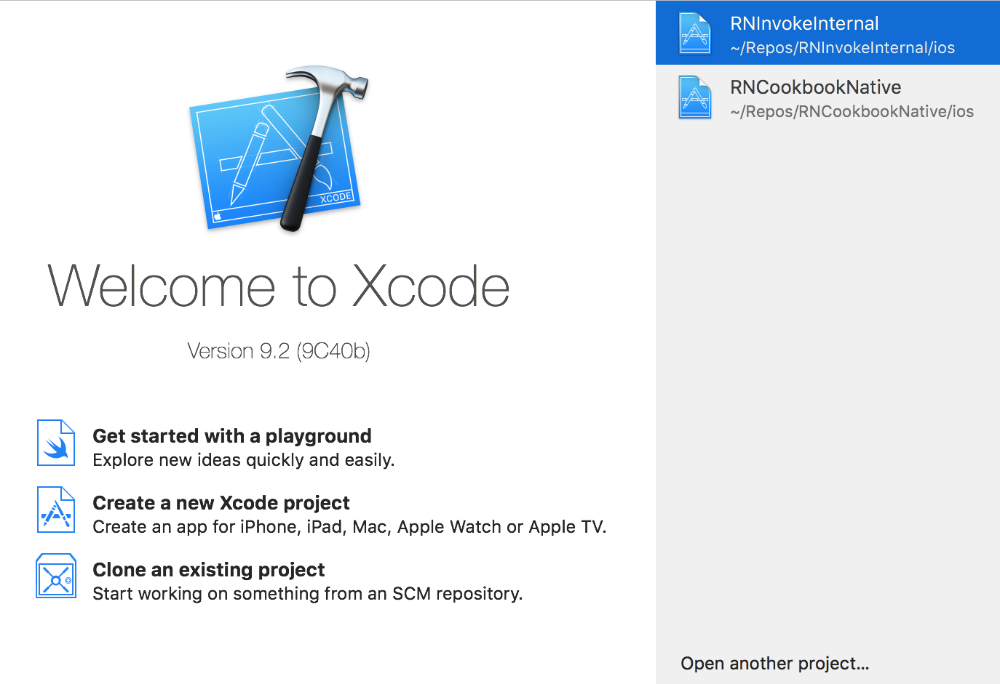 XCODE
Welcome to Xcode
Version 9.2 (9C40b)
Get started with a playground
Explore new ideas quickly and easily.
Create a new Xcode project
Create an app for iPhone, iPad, Mac, Apple Watch or Apple TV.
Clone an existing project
Start working on something from an SCM repository.
RNInvokeInternal
~/Repos/RNInvokeInternal/ios
RNCookbookNative
~/Repos/RNCookbookNative/ios
Open another project...